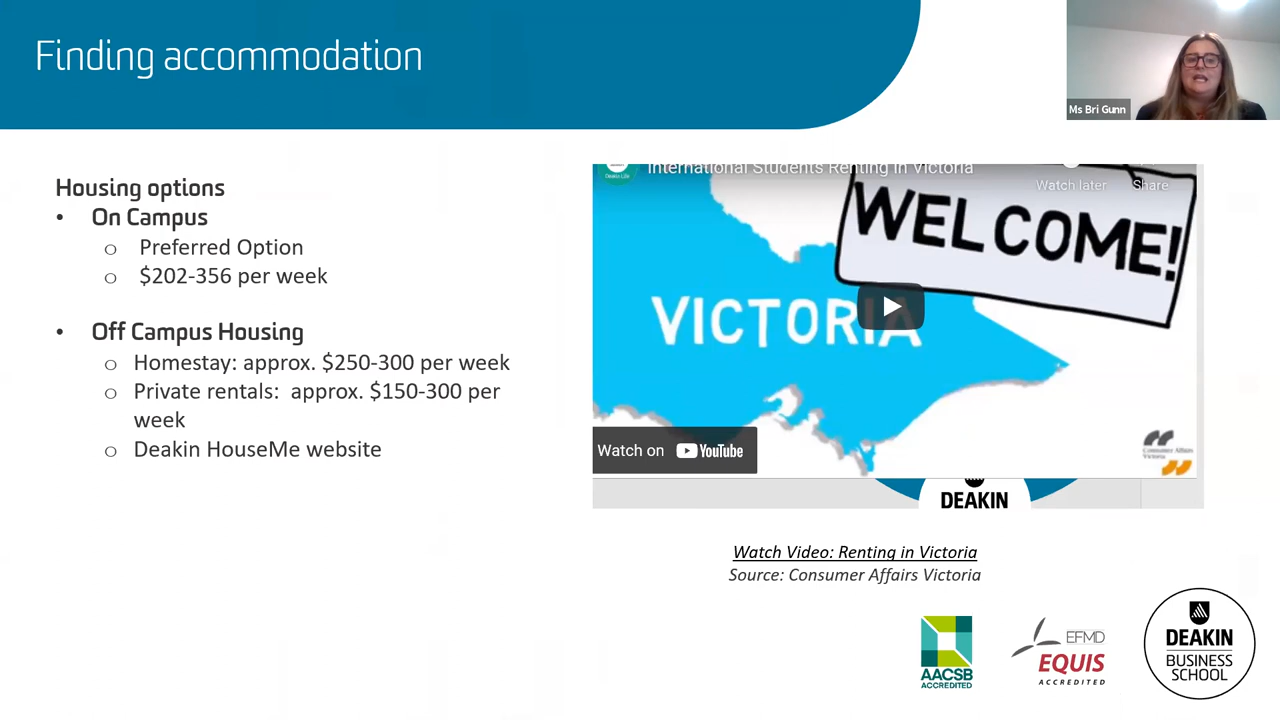 Finding accommodation
Ms Bri Gunn
Housing options
• On Campus
o Preferred Option
o $202-356 per week
• Off Campus Housing
o Homestay: approx. $250-300 per week
o Private rentals: approx. $150-300 per
week
o Deakin HouseMe website
International Students Renting in Victoria
Watch later
Share
WELCOME!
VICTORIA
Watch on YouTube
Consumer Affairs
Victoria
DEAKIN
Watch Video: Renting in Victoria
Source: Consumer Affairs Victoria
AACSB
ACCREDITED
EFMD
EQUIS
ACCREDITED
DEAKIN
BUSINESS
SCHOOL